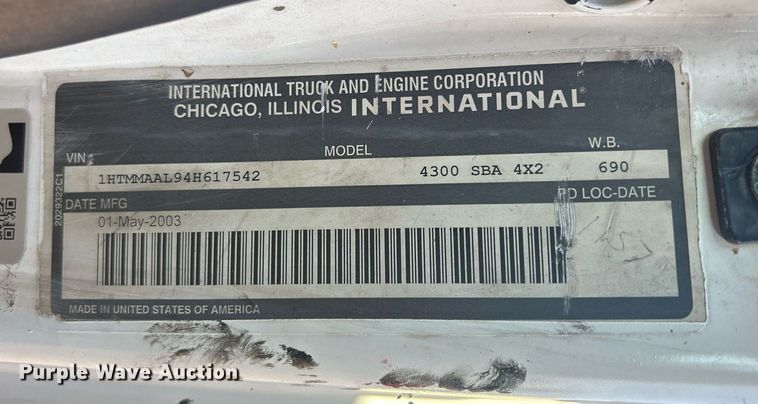 INTERNATIONAL TRUCK AND ENGINE CORPORATION
CHICAGO, ILLINOIS INTERNATIONAL®
VIN MODEL W.B.
1HTMMAAL94H617542 4300 SBA 4X2 690
DATE MFG PD LOC-DATE
01-May-2003
MADE IN UNITED STATES OF AMERICA
2029322C1
Purple Wave Auction